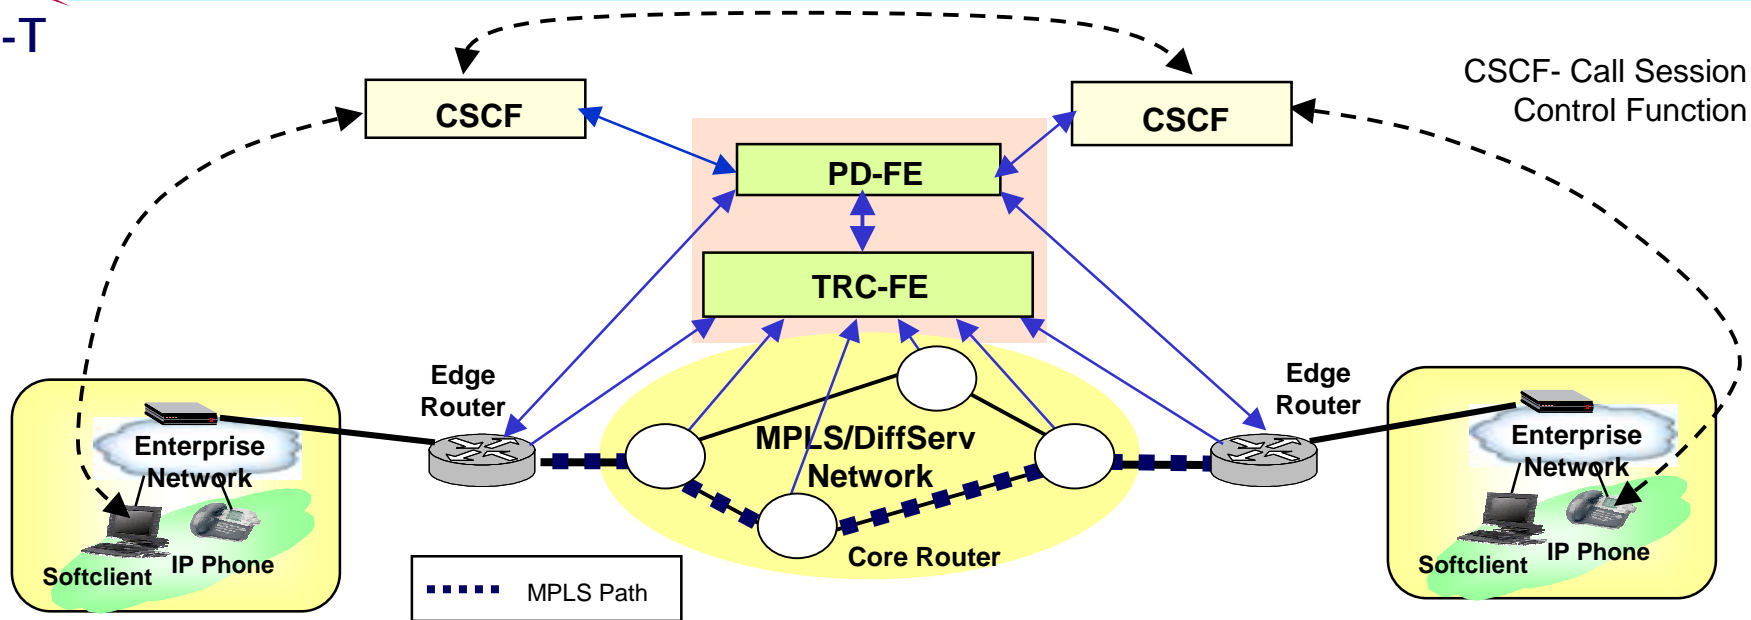 -T
CSCF- Call Session
Control Function
CSCF
CSCF
PD-FE
TRC-FE
Edge
Router
Edge
Router
Enterprise
Network
Softclient
IP Phone
MPLS/DiffServ
Network
Core Router
Enterprise
Network
Softclient
IP Phone
MPLS Path